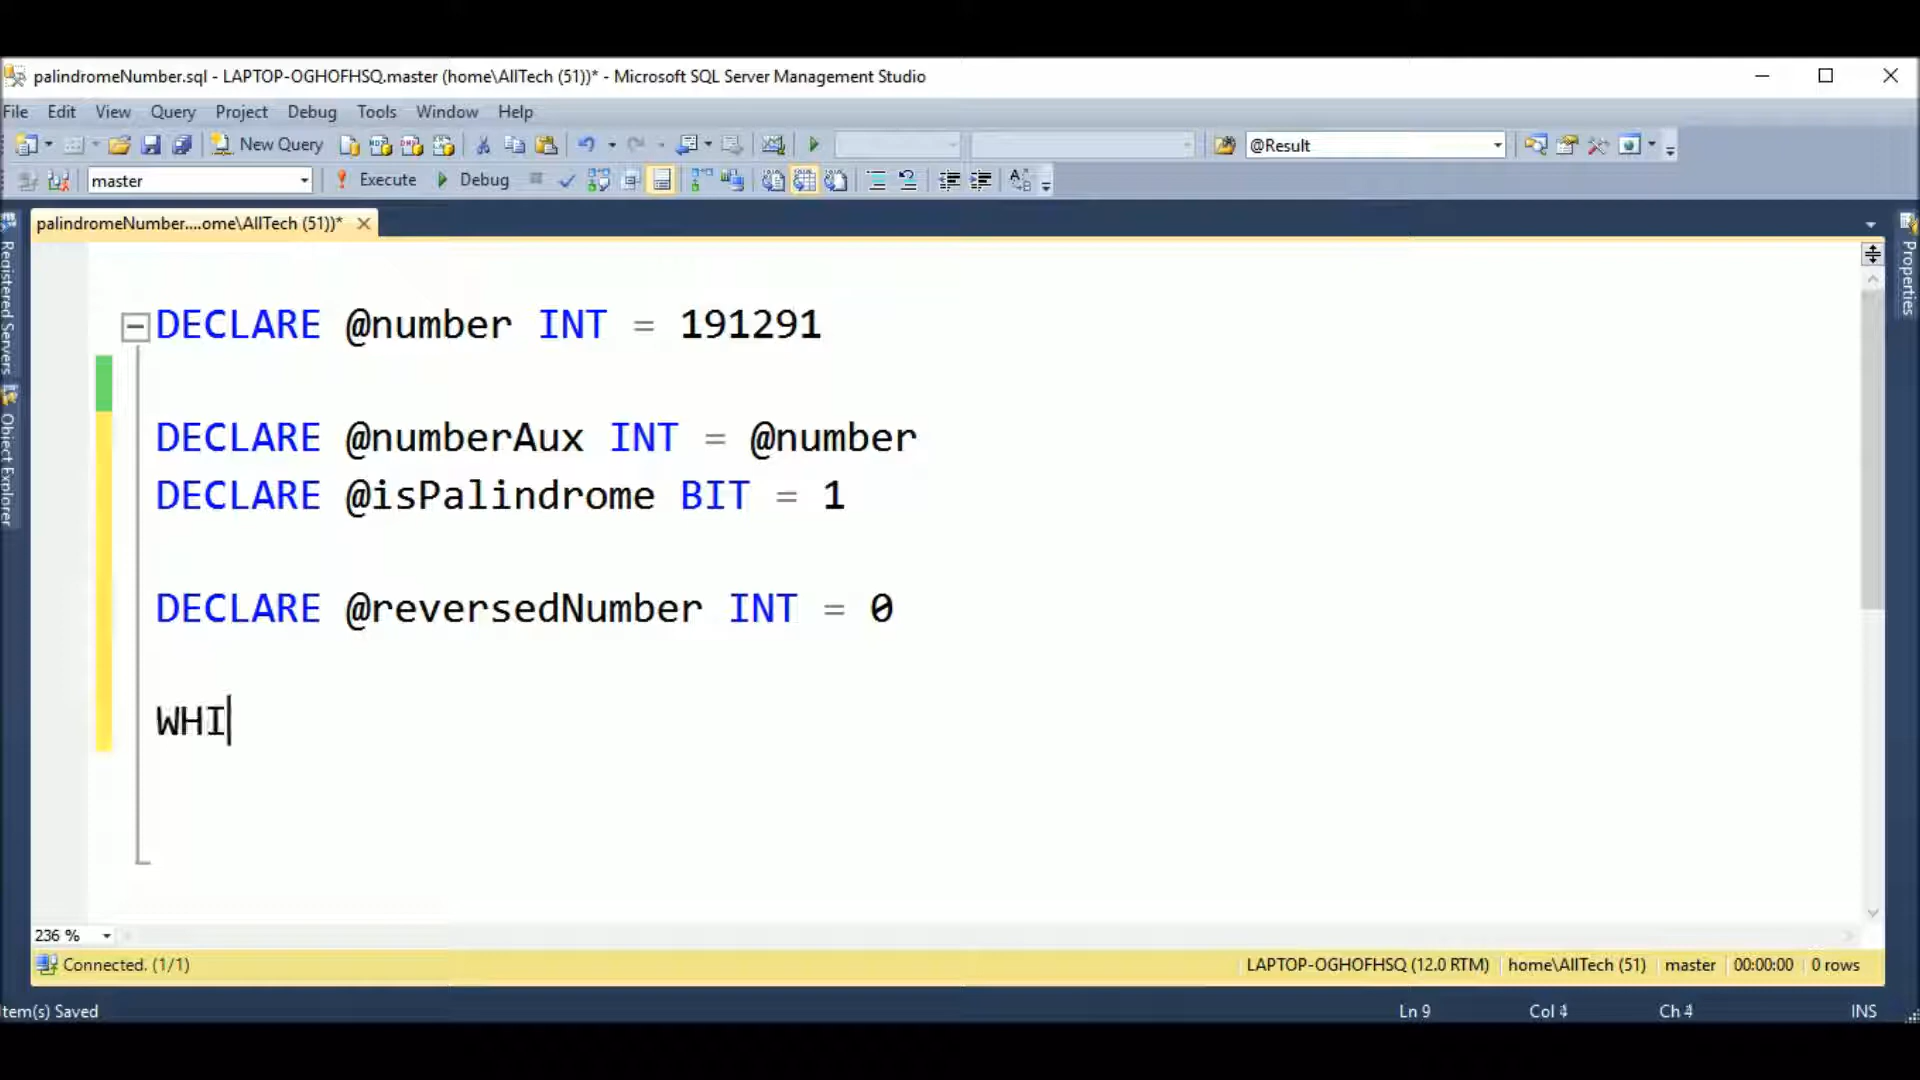 palindromeNumber.sql - LAPTOP-OGHOFHSQ.master (home\AllTech (51))* - Microsoft SQL Server Management Studio
File Edit View Query Project Debug Tools Window Help
New Query @Result
master Execute Debug
palindromeNumber....ome\AllTech (51))*
Registered Servers
Object Explorer
Properties
DECLARE @number INT = 191291
DECLARE @numberAux INT = @number
DECLARE @isPalindrome BIT = 1
DECLARE @reversedNumber INT = 0
WHI
236 %
Connected. (1/1) LAPTOP-OGHOFHSQ (12.0 RTM) home\AllTech (51) master 00:00:00 0 rows
tem(s) Saved Ln 9 Col 4 Ch 4 INS